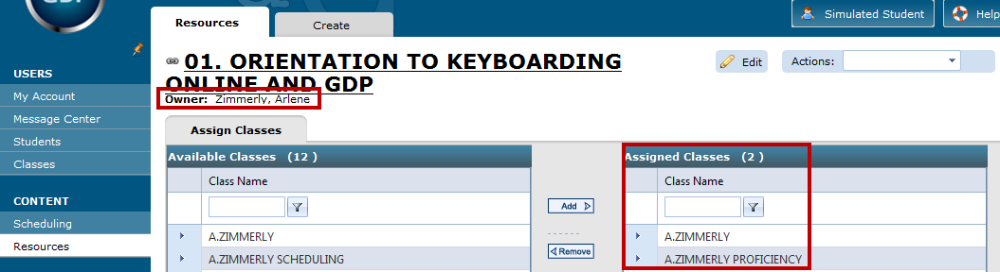 Resources
Create
Simulated Student
Help
01. ORIENTATION TO KEYBOARDING
ONLINE AND GDP
Edit
Actions:
Owner: Zimmerly, Arlene
USERS
My Account
Message Center
Students
Classes
CONTENT
Scheduling
Resources
Assign Classes
Available Classes (12 )
Class Name
A.ZIMMERLY
A.ZIMMERLY SCHEDULING
Add
Remove
Assigned Classes (2 )
Class Name
A.ZIMMERLY
A.ZIMMERLY PROFICIENCY